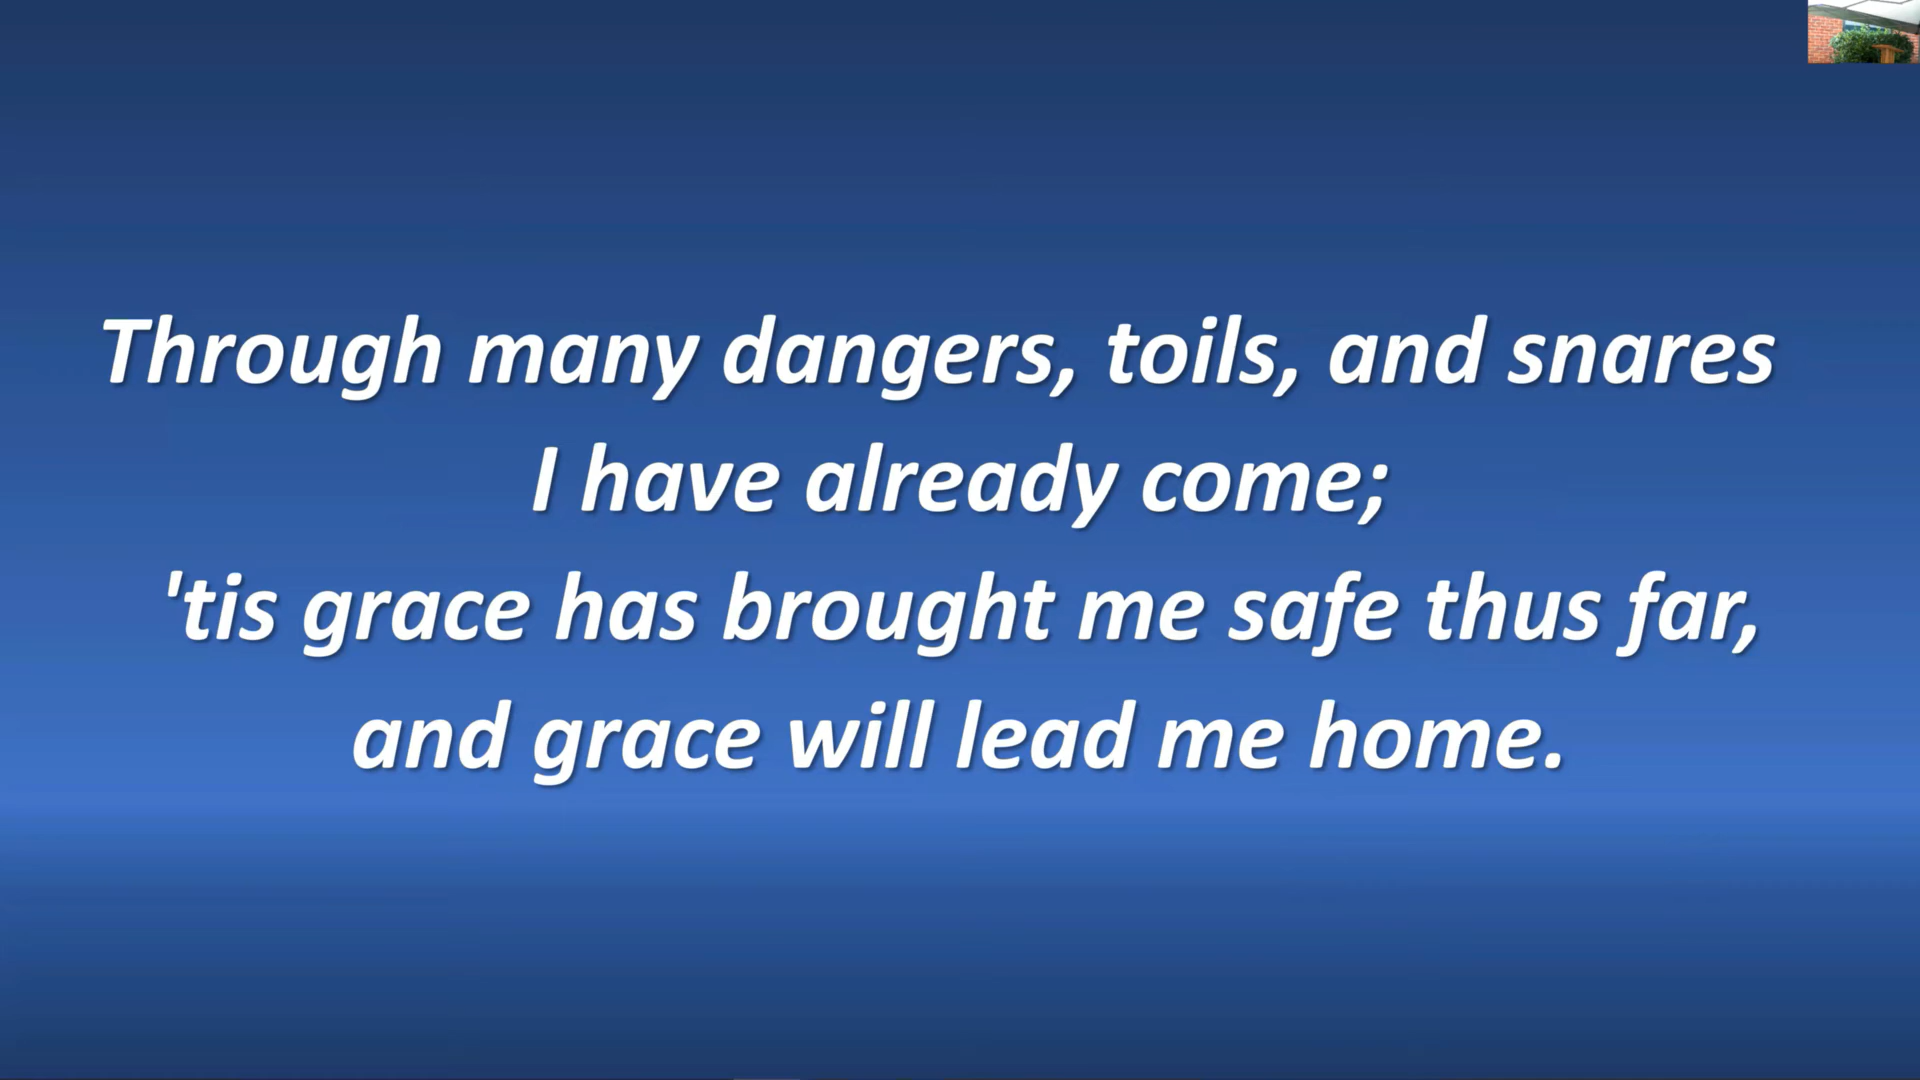 Through many dangers, toils, and snares
I have already come;
'tis grace has brought me safe thus far,
and grace will lead me home.